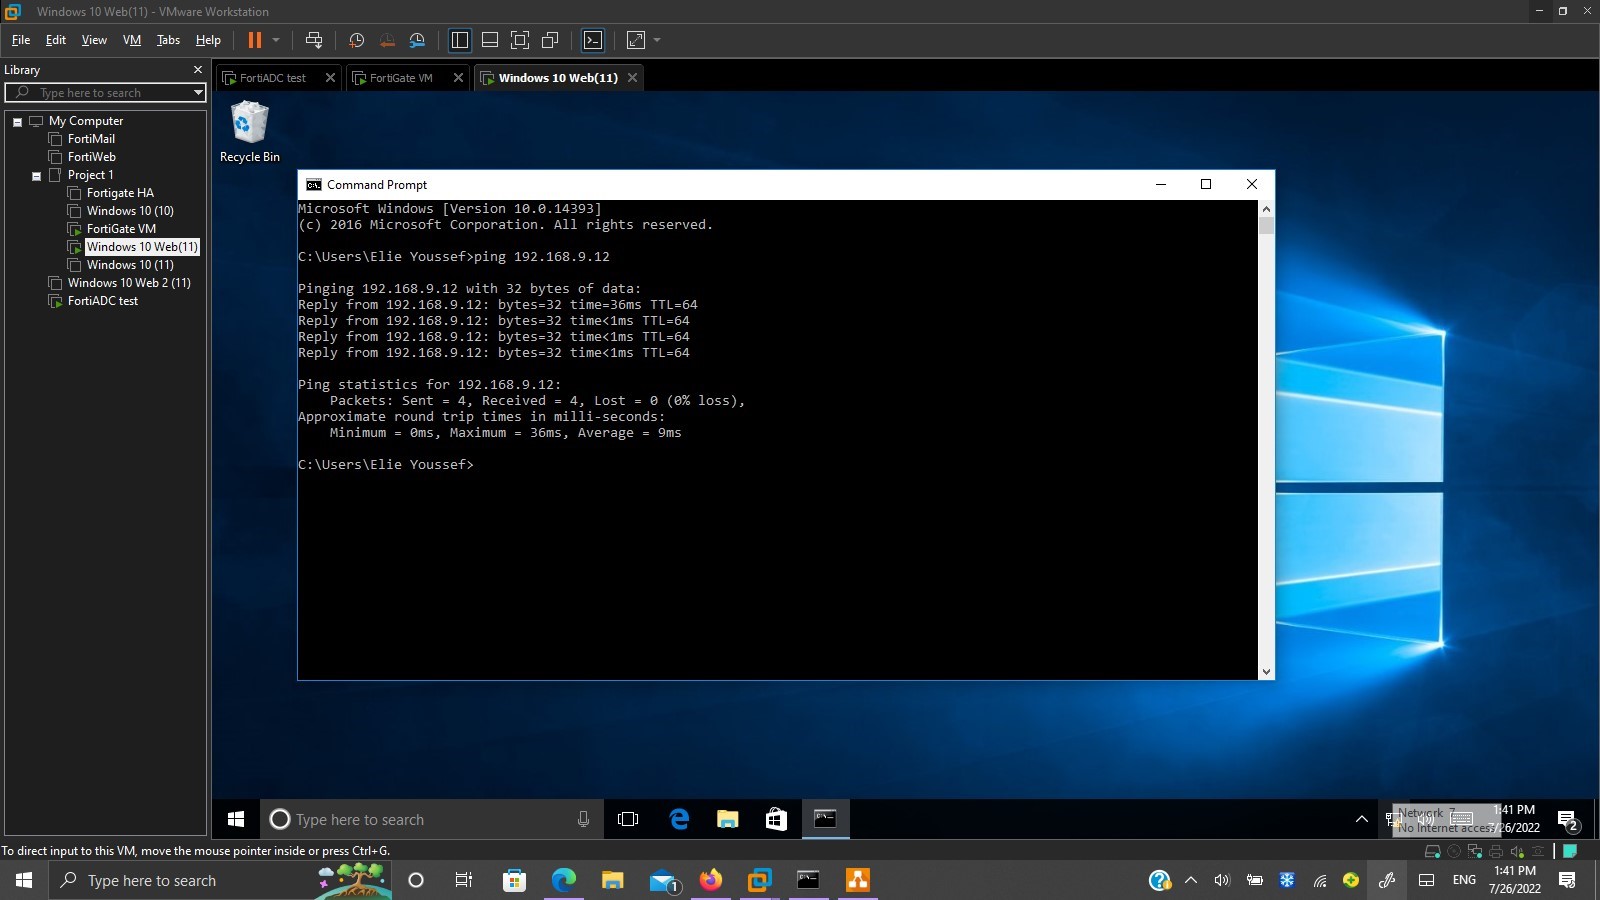 Windows 10 Web(11) - VMware Workstation
File Edit View VM Tabs Help
Library
Type here to search
My Computer
FortiMail
FortiWeb
Project 1
Fortigate HA
Windows 10 (10)
FortiGate VM
Windows 10 Web(11)
Windows 10 (11)
Windows 10 Web 2 (11)
FortiADC test
FortiADC test FortiGate VM Windows 10 Web(11)
Recycle Bin
Command Prompt
Microsoft Windows [Version 10.0.14393]
(c) 2016 Microsoft Corporation. All rights reserved.
C:\Users\Elie Youssef>ping 192.168.9.12
Pinging 192.168.9.12 with 32 bytes of data:
Reply from 192.168.9.12: bytes=32 time=36ms TTL=64
Reply from 192.168.9.12: bytes=32 time<1ms TTL=64
Reply from 192.168.9.12: bytes=32 time<1ms TTL=64
Reply from 192.168.9.12: bytes=32 time<1ms TTL=64
Ping statistics for 192.168.9.12:
Packets: Sent = 4, Received = 4, Lost = 0 (0% loss),
Approximate round trip times in milli-seconds:
Minimum = 0ms, Maximum = 36ms, Average = 9ms
C:\Users\Elie Youssef>
Type here to search
Network 7
No Internet access
1:41 PM
7/26/2022
2
To direct input to this VM, move the mouse pointer inside or press Ctrl+G.
Type here to search
1
ENG
1:41 PM
7/26/2022